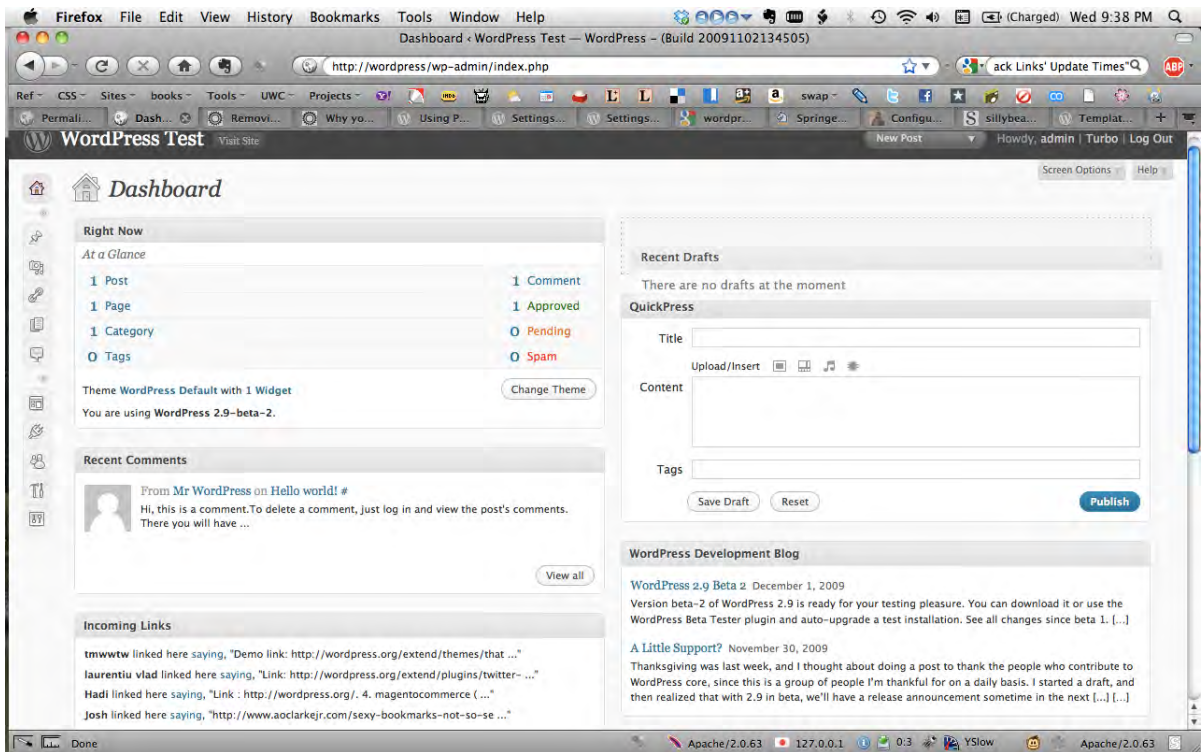 Firefox File Edit View History Bookmarks Tools Window Help (Charged) Wed 9:38 PM
Dashboard ‹ WordPress Test — WordPress – (Build 20091102134505)
http://wordpress/wp-admin/index.php ack Links' Update Times" ABP
Ref CSS Sites books Tools UWC Projects swap
Permali... Dash... Removi... Why yo... Using P... Settings... Settings... wordpr... Springe... Configu... sillybea... Templat...
WordPress Test Visit Site New Post Howdy, admin | Turbo | Log Out
Screen Options Help
Dashboard
Right Now
At a Glance
1 Post 1 Comment
1 Page 1 Approved
1 Category 0 Pending
0 Tags 0 Spam
Theme WordPress Default with 1 Widget Change Theme
You are using WordPress 2.9-beta-2.
Recent Comments
From Mr WordPress on Hello world! #
Hi, this is a comment.To delete a comment, just log in and view the post's comments.
There you will have ...
View all
Incoming Links
tmwwtw linked here saying, "Demo link: http://wordpress.org/extend/themes/that ..."
laurentiu vlad linked here saying, "Link: http://wordpress.org/extend/plugins/twitter- ..."
Hadi linked here saying, "Link : http://wordpress.org/. 4. magentocommerce ( ..."
Josh linked here saying, "http://www.aoclarkejr.com/sexy-bookmarks-not-so-se ..."
Recent Drafts
There are no drafts at the moment
QuickPress
Title
Upload/Insert
Content
Tags
Save Draft Reset Publish
WordPress Development Blog
WordPress 2.9 Beta 2 December 1, 2009
Version beta-2 of WordPress 2.9 is ready for your testing pleasure. You can download it or use the
WordPress Beta Tester plugin and auto-upgrade a test installation. See all changes since beta 1. [...]
A Little Support? November 30, 2009
Thanksgiving was last week, and I thought about doing a post to thank the people who contribute to
WordPress core, since this is a group of people I'm thankful for on a daily basis. I started a draft, and
then realized that with 2.9 in beta, we'll have a release announcement sometime in the next [...] [...]
Done Apache/2.0.63 127.0.0.1 0:3 YSlow Apache/2.0.63